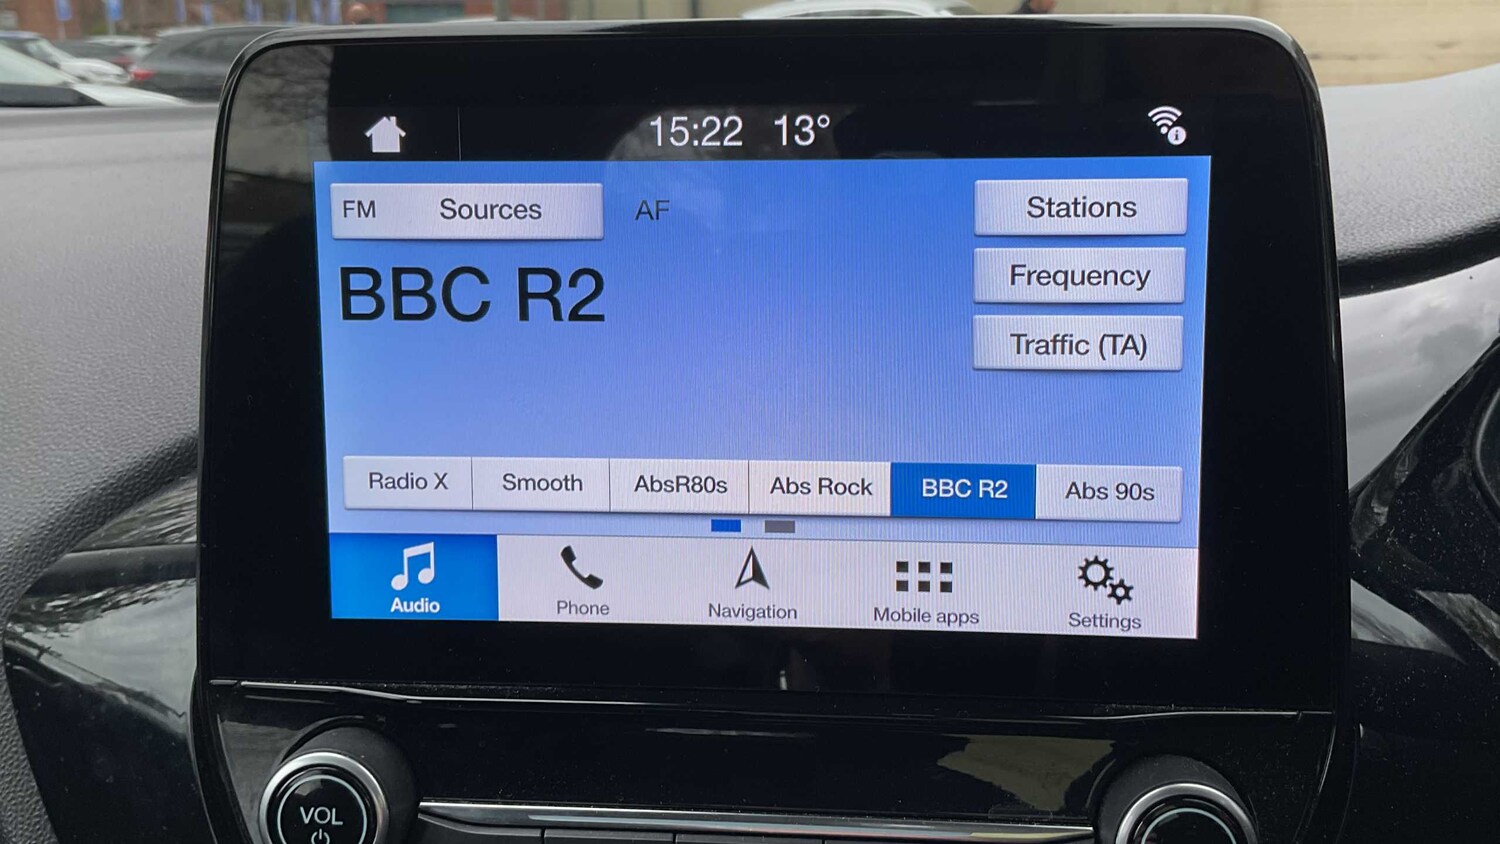 15:22 13°
FM Sources AF
Stations
BBC R2
Frequency
Traffic (TA)
Radio X Smooth AbsR80s Abs Rock BBC R2 Abs 90s
Audio Phone Navigation Mobile apps Settings
VOL